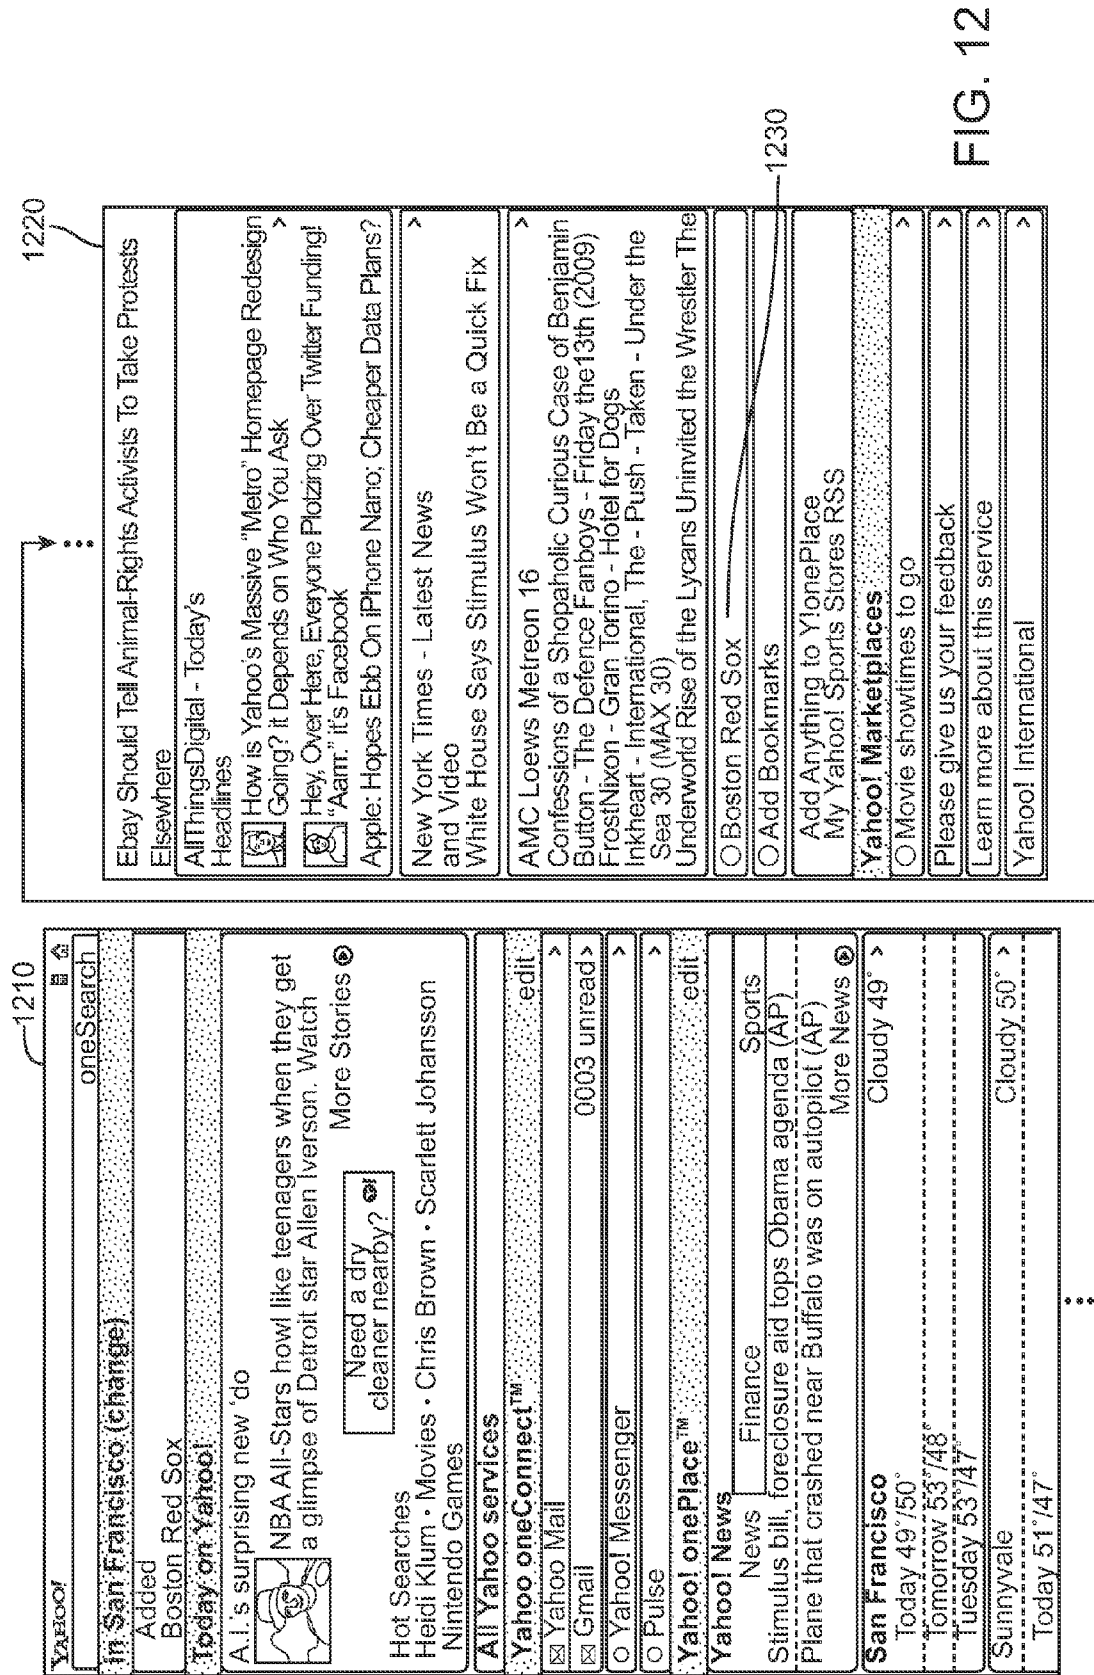 1210
YAHOO!
oneSearch
in San Francisco (change)
Added
Boston Red Sox
Today on Yahoo!
A.I.'s surprising new 'do
NBA All-Stars howl like teenagers when they get
a glimpse of Detroit star Allen Iverson. Watch
More Stories
Need a dry
cleaner nearby?
Hot Searches
Heidi Klum • Movies • Chris Brown • Scarlett Johansson
Nintendo Games
All Yahoo services
Yahoo oneConnect™ edit
Yahoo Mail >
Gmail 0003 unread >
Yahoo! Messenger >
Pulse >
Yahoo! onePlace™ edit
Yahoo! News
News Finance Sports
Stimulus bill, foreclosure aid tops Obama agenda (AP)
Plane that crashed near Buffalo was on autopilot (AP)
More News
San Francisco Cloudy 49° >
Today 49°/50°
Tomorrow 53°/48°
Tuesday 53°/47°
Sunnyvale Cloudy 50° >
Today 51°/47°
1220
Ebay Should Tell Animal-Rights Activists To Take Protests
Elsewhere
AllThingsDigital - Today's
Headlines
How is Yahoo's Massive "Metro" Homepage Redesign
Going? it Depends on Who You Ask >
Hey, Over Here, Everyone Plotzing Over Twitter Funding!
"Aarrr." it's Facebook
Apple: Hopes Ebb On iPhone Nano; Cheaper Data Plans?
New York Times - Latest News >
and Video
White House Says Stimulus Won't Be a Quick Fix
AMC Loews Metreon 16 >
Confessions of a Shopaholic Curious Case of Benjamin
Button - The Defence Fanboys - Friday the13th (2009)
FrostNixon - Gran Torino - Hotel for Dogs
Inkheart - International, The - Push - Taken - Under the
Sea 30 (MAX 30)
Underworld Rise of the Lycans Uninvited the Wrestler The
Boston Red Sox
Add Bookmarks
1230
Add Anything to Y!onePlace
My Yahoo! Sports Stores RSS
Yahoo! Marketplaces
Movie showtimes to go >
Please give us your feedback >
Learn more about this service >
Yahoo! International >
FIG. 12